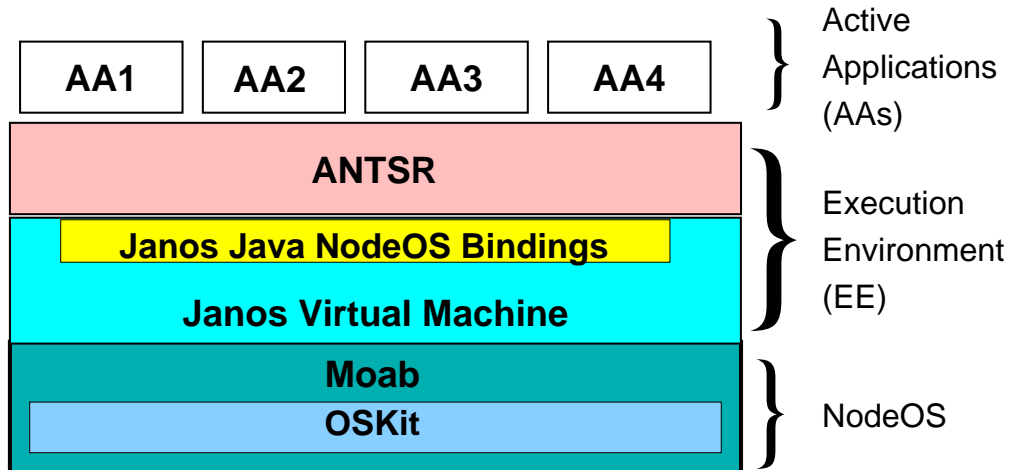 AA1
AA2
AA3
AA4
Active
Applications
(AAs)
ANTSR
Janos Java NodeOS Bindings
Janos Virtual Machine
Execution
Environment
(EE)
Moab
OSKit
NodeOS